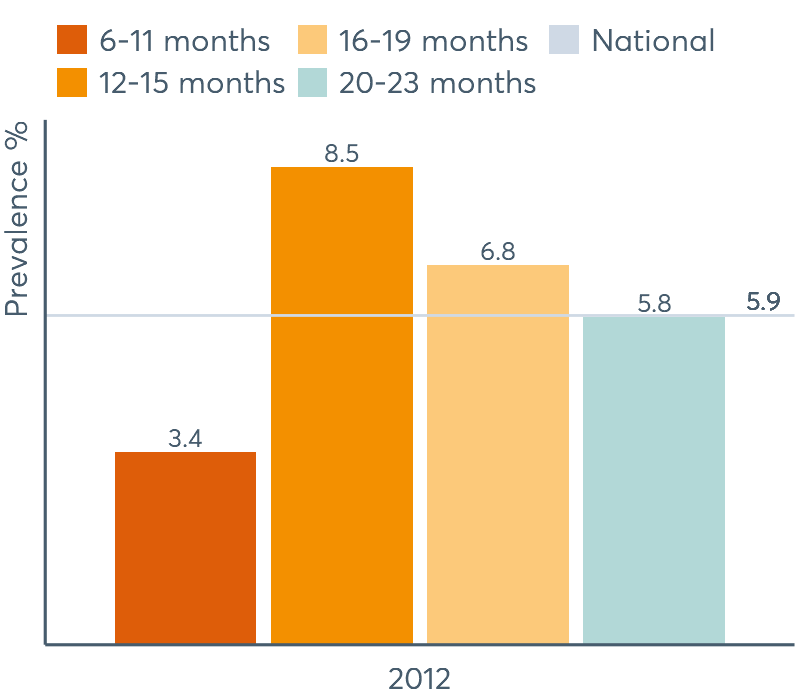 6-11 months 16-19 months National
12-15 months 20-23 months
Prevalence %
8.5
6.8
5.8 5.9
3.4
2012